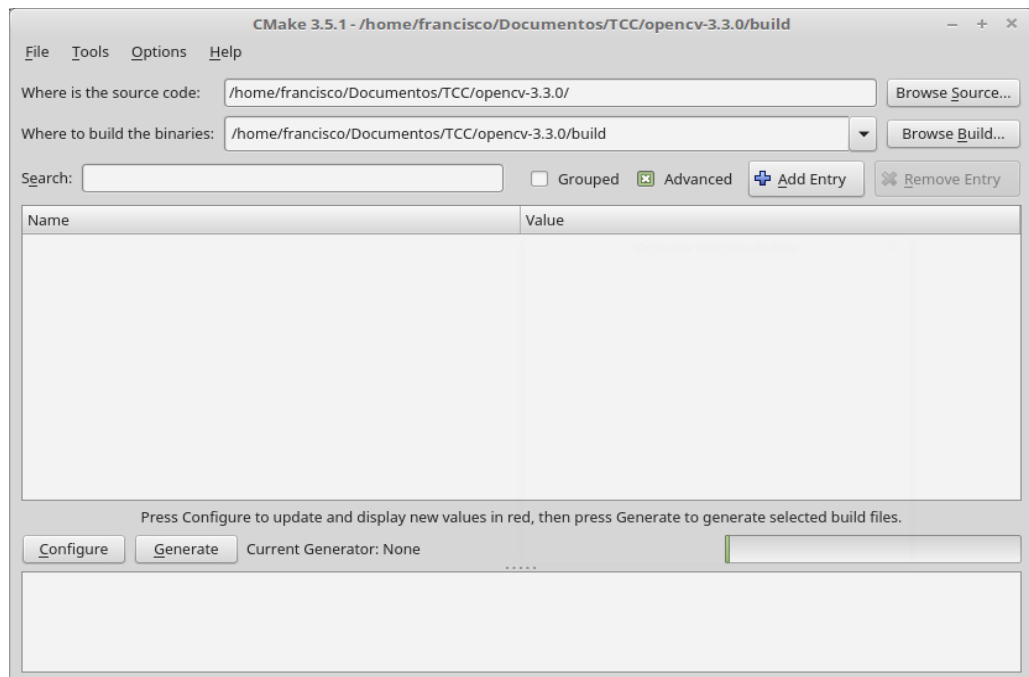 CMake 3.5.1 - /home/francisco/Documentos/TCC/opencv-3.3.0/build
File Tools Options Help
Where is the source code: /home/francisco/Documentos/TCC/opencv-3.3.0/ Browse Source...
Where to build the binaries: /home/francisco/Documentos/TCC/opencv-3.3.0/build Browse Build...
Search: Grouped Advanced Add Entry Remove Entry
Name Value
Press Configure to update and display new values in red, then press Generate to generate selected build files.
Configure Generate Current Generator: None